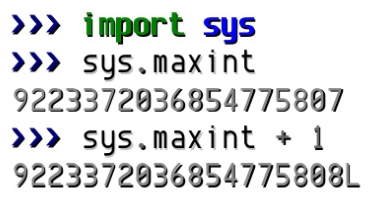 >>> import sys
>>> sys.maxint
9223372036854775807
>>> sys.maxint + 1
9223372036854775808L